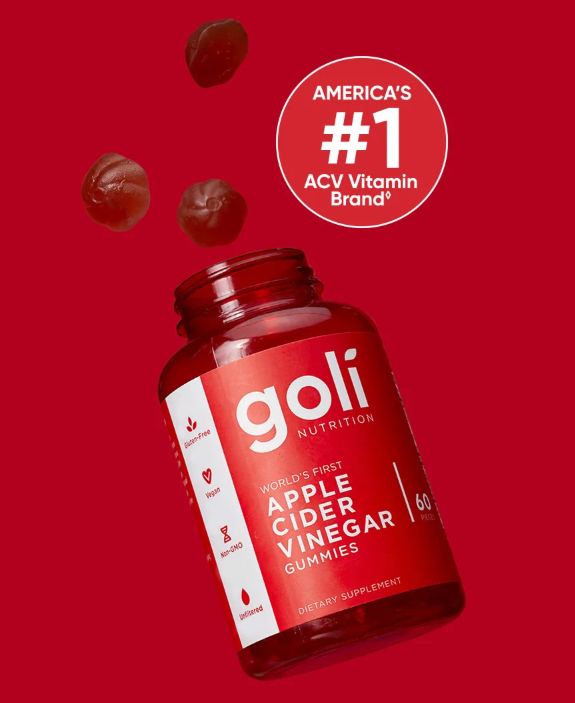 AMERICA'S
#1
ACV Vitamin
Brand◊
goli
NUTRITION
WORLD'S FIRST
APPLE
CIDER
VINEGAR
GUMMIES
60
PIECES
DIETARY SUPPLEMENT
Gluten-Free
Vegan
Non-GMO
Unfiltered